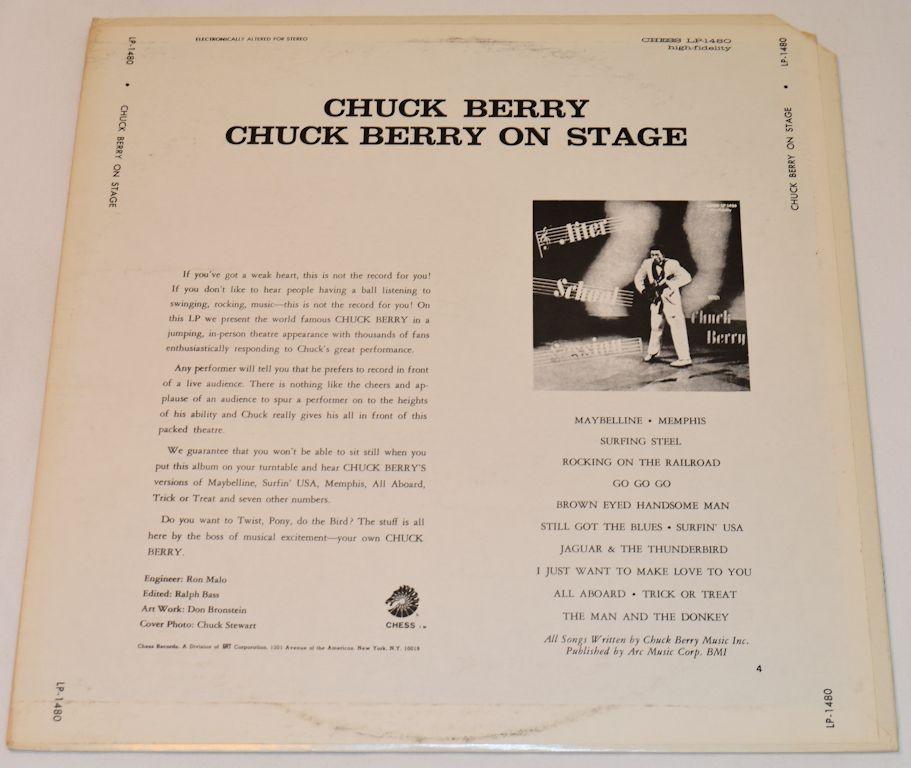 ELECTRONICALLY ALTERED FOR STEREO
CHESS LP-1480
high-fidelity
LP-1480 • CHUCK BERRY ON STAGE
LP-1480 • CHUCK BERRY ON STAGE
CHUCK BERRY
CHUCK BERRY ON STAGE
If you've got a weak heart, this is not the record for you!
If you don't like to hear people having a ball listening to
swinging, rocking, music—this is not the record for you! On
this LP we present the world famous CHUCK BERRY in a
jumping, in-person theatre appearance with thousands of fans
enthusiastically responding to Chuck's great performance.
Any performer will tell you that he prefers to record in front
of a live audience. There is nothing like the cheers and ap-
plause of an audience to spur a performer on to the heights
of his ability and Chuck really gives his all in front of this
packed theatre.
We guarantee that you won't be able to sit still when you
put this album on your turntable and hear CHUCK BERRY'S
versions of Maybelline, Surfin' USA, Memphis, All Aboard,
Trick or Treat and seven other numbers.
Do you want to Twist, Pony, do the Bird? The stuff is all
here by the boss of musical excitement—your own CHUCK
BERRY.
Engineer: Ron Malo
Edited: Ralph Bass
Art Work: Don Bronstein
Cover Photo: Chuck Stewart
CHESS
Chess Records. A Division of GRT Corporation, 1301 Avenue of the Americas, New York, N.Y. 10019
After
School
Session
with
Chuck
Berry
MAYBELLINE • MEMPHIS
SURFING STEEL
ROCKING ON THE RAILROAD
GO GO GO
BROWN EYED HANDSOME MAN
STILL GOT THE BLUES • SURFIN' USA
JAGUAR & THE THUNDERBIRD
I JUST WANT TO MAKE LOVE TO YOU
ALL ABOARD • TRICK OR TREAT
THE MAN AND THE DONKEY
All Songs Written by Chuck Berry Music Inc.
Published by Arc Music Corp. BMI
4
LP-1480
LP-1480